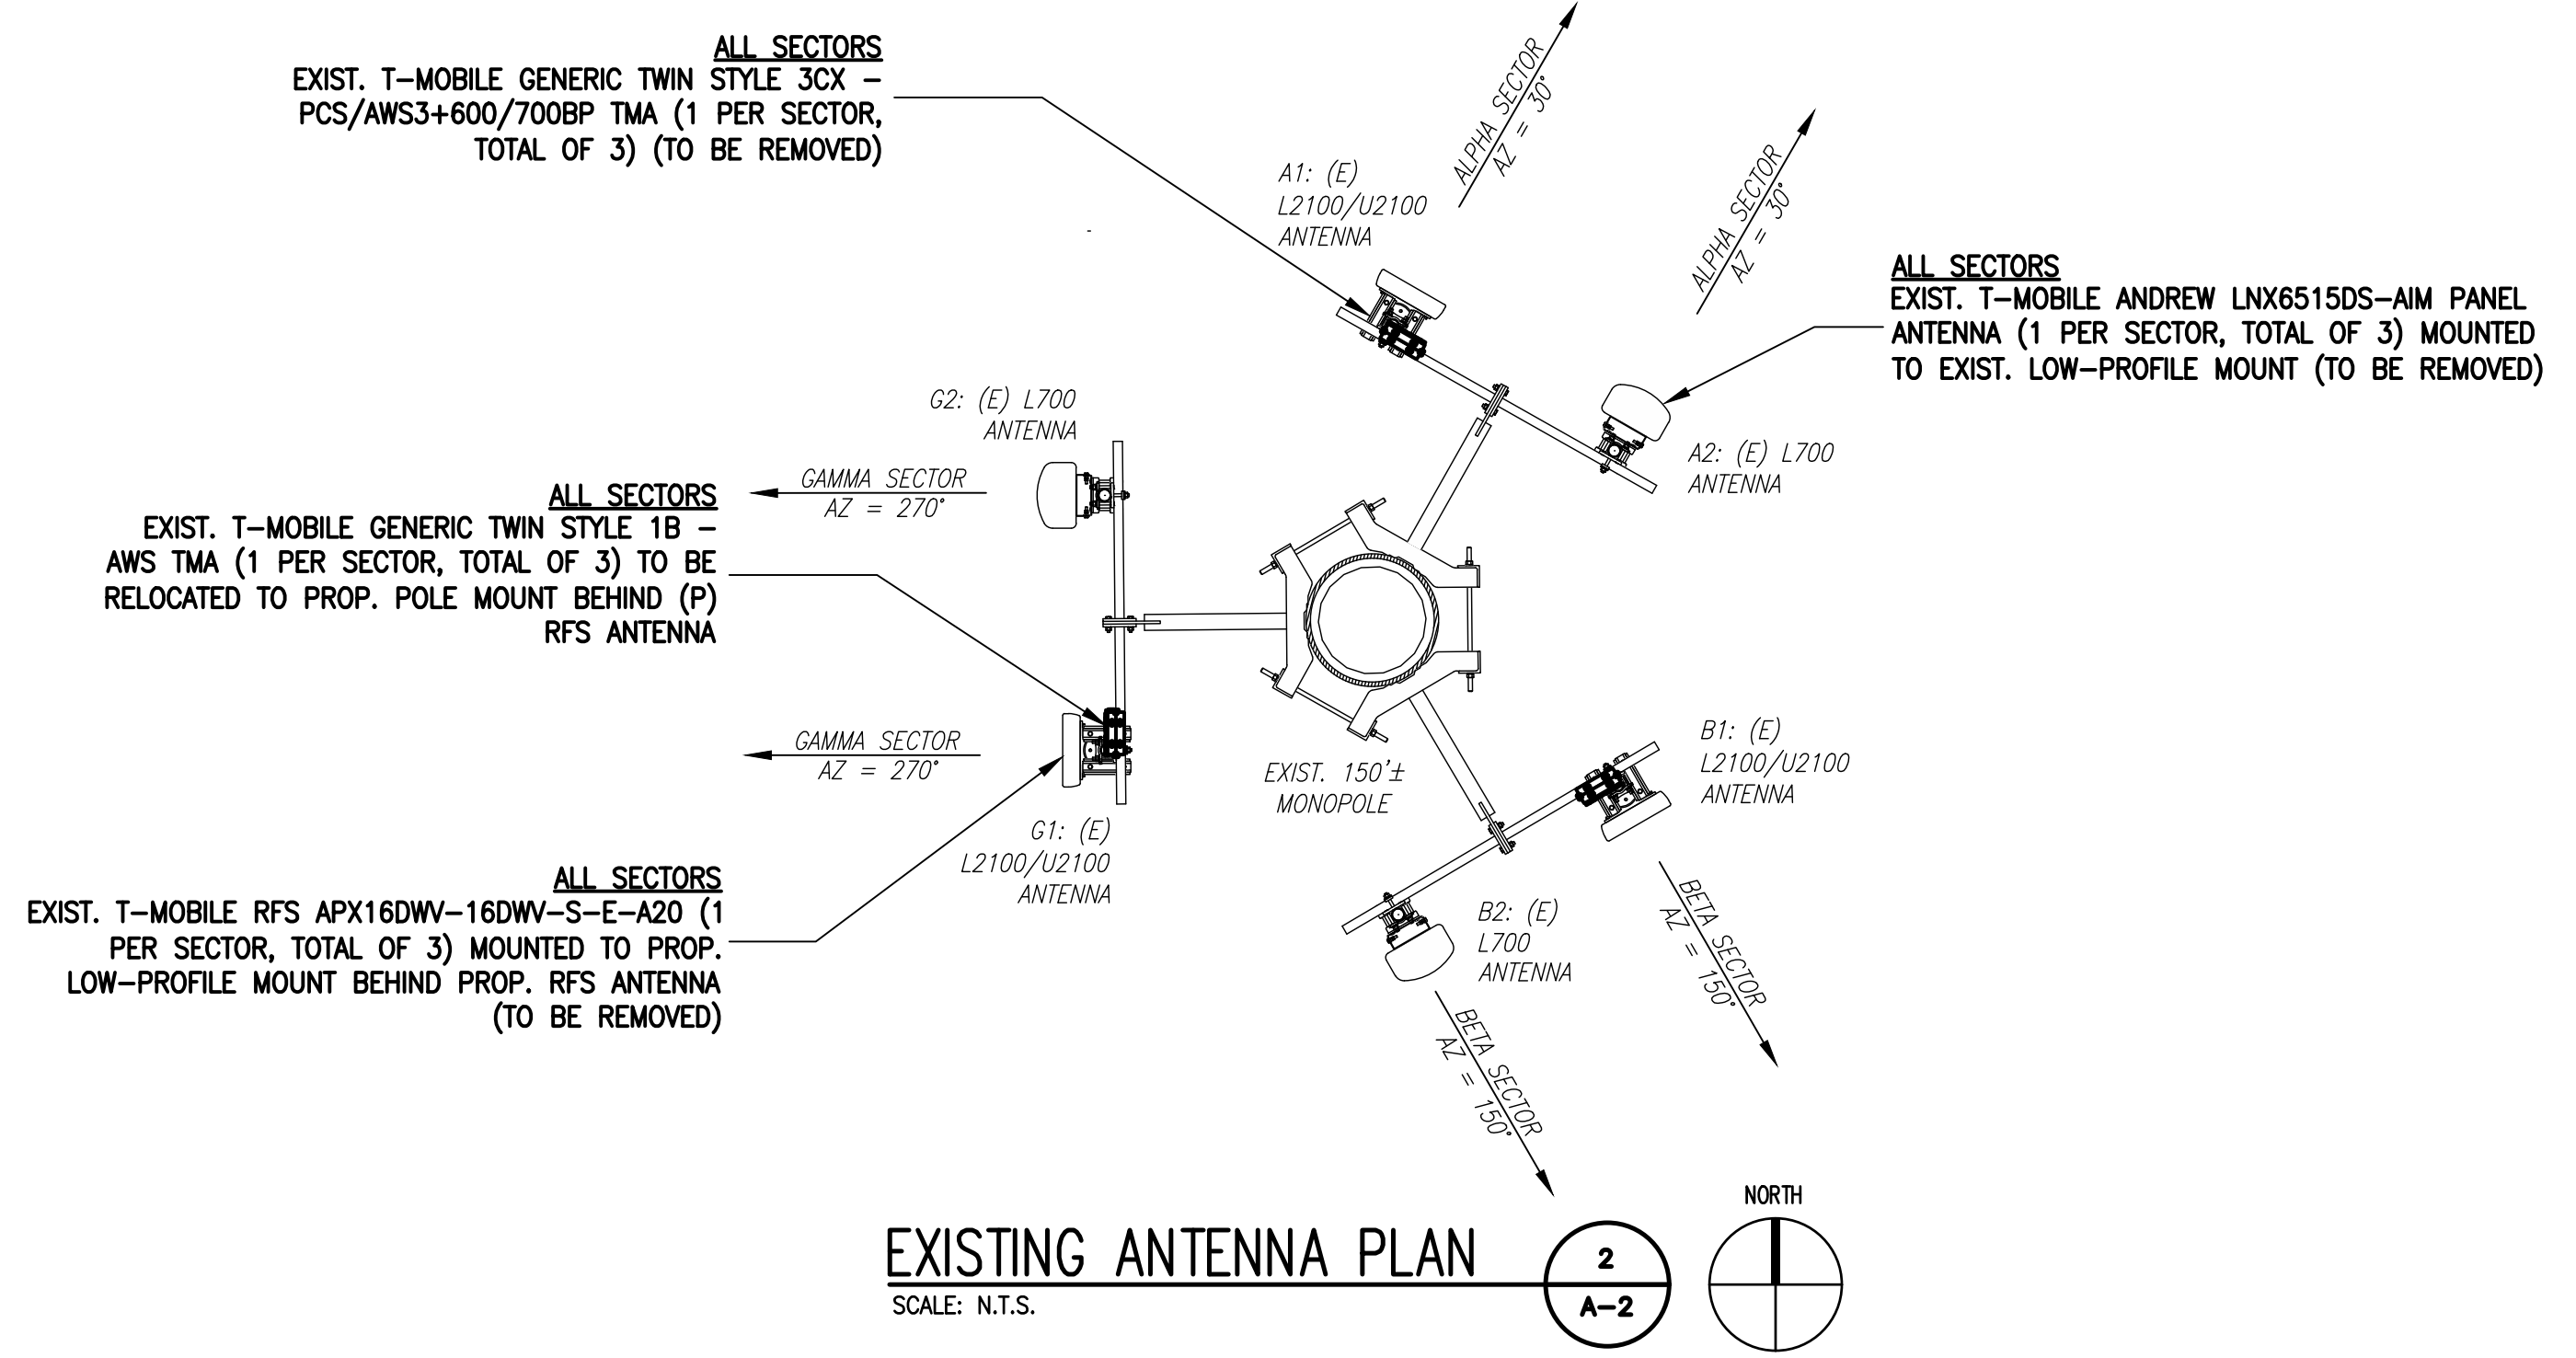 ALL SECTORS
EXIST. T-MOBILE GENERIC TWIN STYLE 3CX -
PCS/AWS3+600/700BP TMA (1 PER SECTOR,
TOTAL OF 3) (TO BE REMOVED)
ALPHA SECTOR
AZ = 30°
ALPHA SECTOR
AZ = 30°
A1: (E)
L2100/U2100
ANTENNA
ALL SECTORS
EXIST. T-MOBILE ANDREW LNX6515DS-AIM PANEL
ANTENNA (1 PER SECTOR, TOTAL OF 3) MOUNTED
TO EXIST. LOW-PROFILE MOUNT (TO BE REMOVED)
G2: (E) L700
ANTENNA
A2: (E) L700
ANTENNA
GAMMA SECTOR
AZ = 270°
ALL SECTORS
EXIST. T-MOBILE GENERIC TWIN STYLE 1B -
AWS TMA (1 PER SECTOR, TOTAL OF 3) TO BE
RELOCATED TO PROP. POLE MOUNT BEHIND (P)
RFS ANTENNA
GAMMA SECTOR
AZ = 270°
EXIST. 150'±
MONOPOLE
B1: (E)
L2100/U2100
ANTENNA
G1: (E)
L2100/U2100
ANTENNA
ALL SECTORS
EXIST. T-MOBILE RFS APX16DWV-16DWV-S-E-A20 (1
PER SECTOR, TOTAL OF 3) MOUNTED TO PROP.
LOW-PROFILE MOUNT BEHIND PROP. RFS ANTENNA
(TO BE REMOVED)
B2: (E)
L700
ANTENNA
BETA SECTOR
AZ = 150°
BETA SECTOR
AZ = 150°
EXISTING ANTENNA PLAN
SCALE: N.T.S.
2
A-2
NORTH